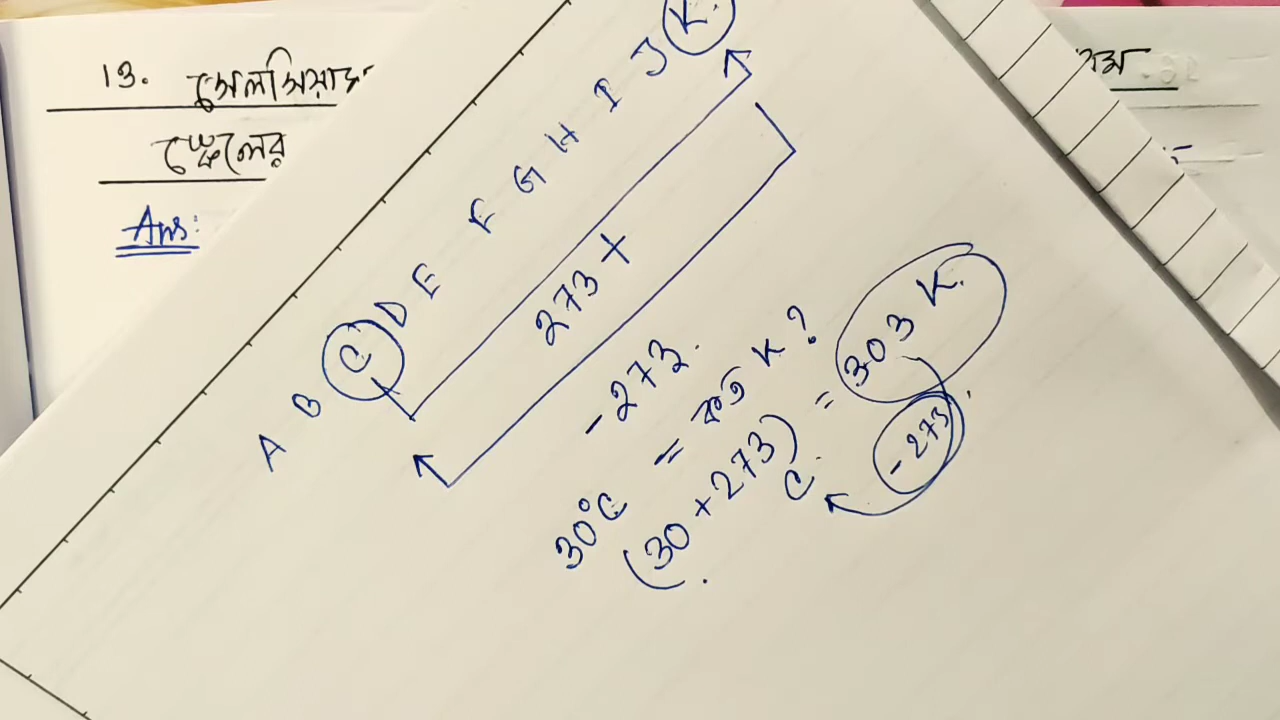 13. সেলসিয়াস
স্কেলের
Ans:
A B C D E F G H I J K.
273 +
-273.
30°C = কত K ?
(30 + 273) = 303 K.
-273
C